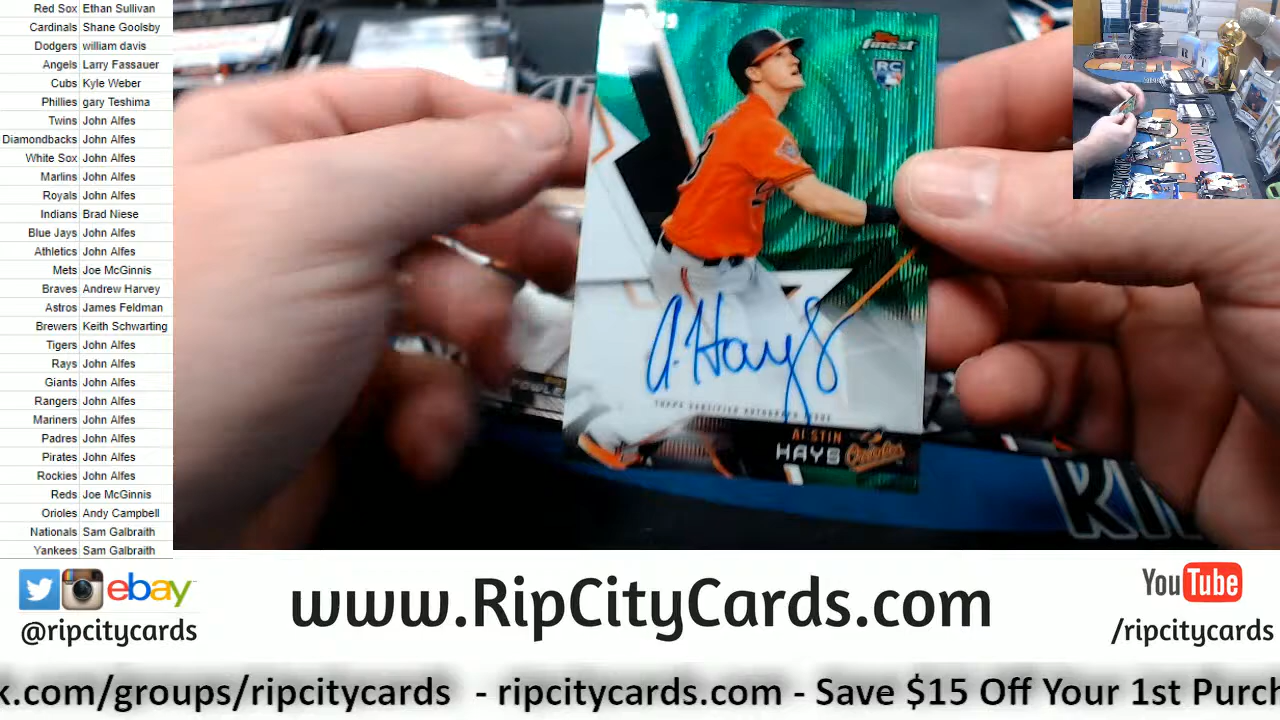 Red Sox Ethan Sullivan
Cardinals Shane Goolsby
Dodgers william davis
Angels Larry Fassauer
Cubs Kyle Weber
Phillies gary Teshima
Twins John Alfes
Diamondbacks John Alfes
White Sox John Alfes
Marlins John Alfes
Royals John Alfes
Indians Brad Niese
Blue Jays John Alfes
Athletics John Alfes
Mets Joe McGinnis
Braves Andrew Harvey
Astros James Feldman
Brewers Keith Schwarting
Tigers John Alfes
Rays John Alfes
Giants John Alfes
Rangers John Alfes
Mariners John Alfes
Padres John Alfes
Pirates John Alfes
Rockies John Alfes
Reds Joe McGinnis
Orioles Andy Campbell
Nationals Sam Galbraith
Yankees Sam Galbraith
finest
RC
A. Hays
TOPPS CERTIFIED AUTOGRAPH ISSUE
AUSTIN
HAYS Orioles
ebay
@ripcitycards
www.RipCityCards.com
YouTube
/ripcitycards
k.com/groups/ripcitycards - ripcitycards.com - Save $15 Off Your 1st Purch